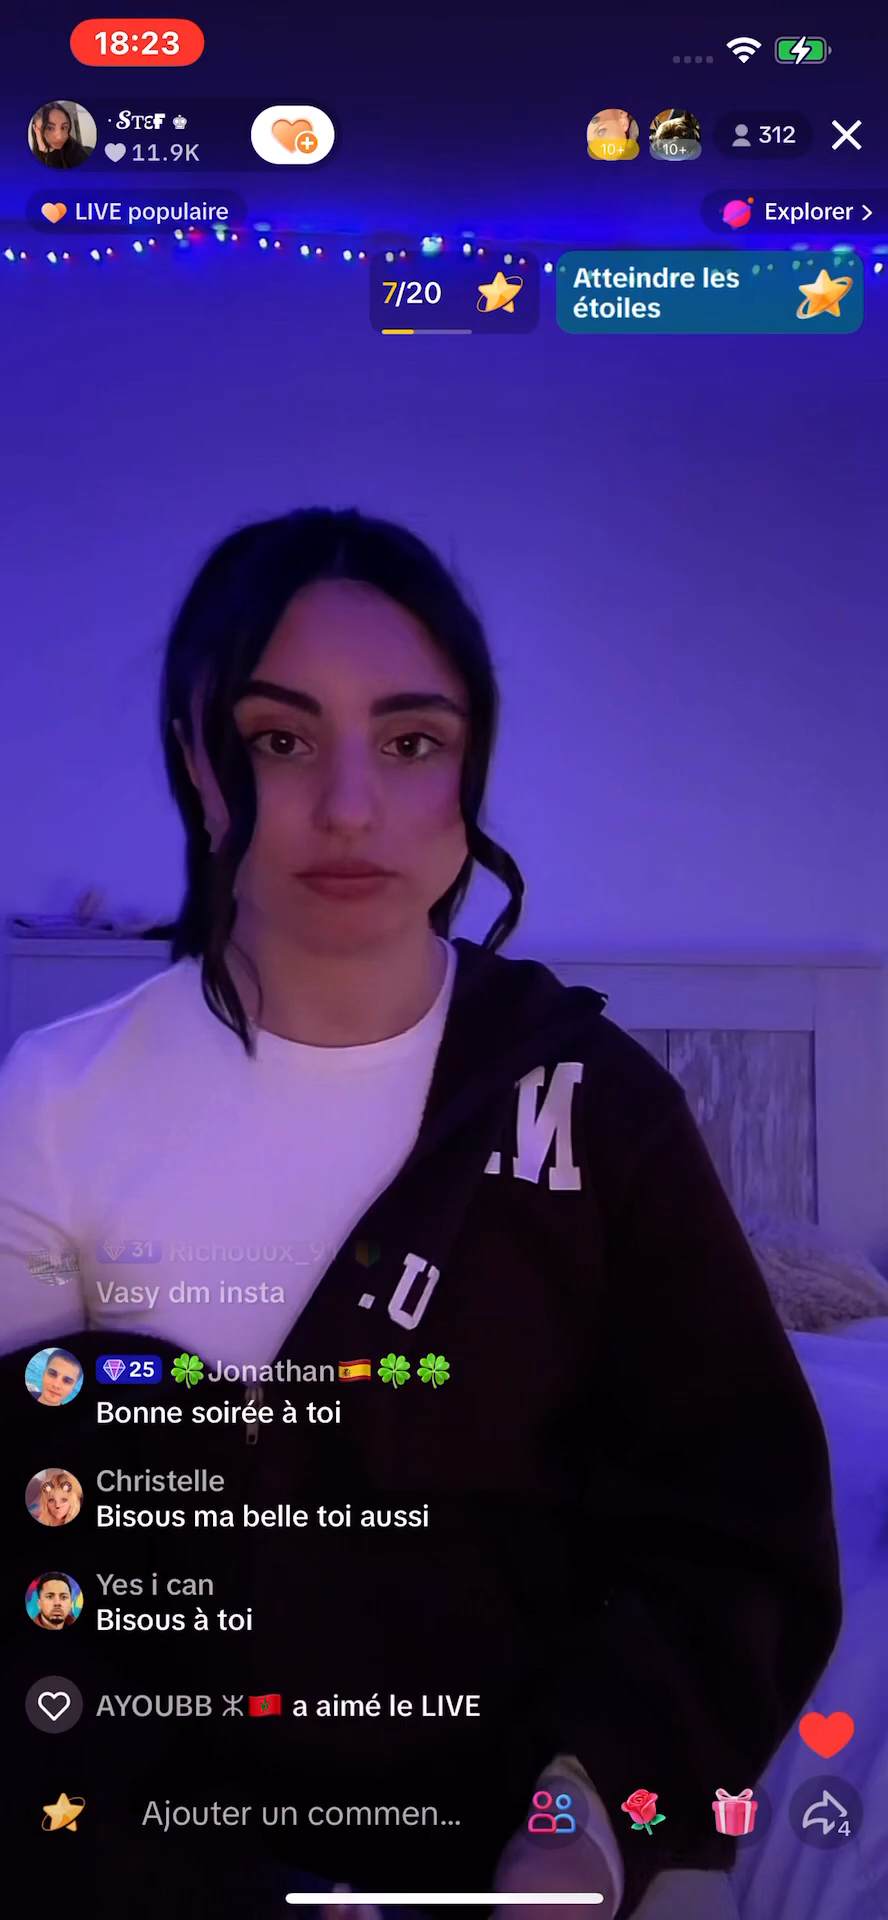 18:23
· STEF ♚
11.9K
10+
10+
312
LIVE populaire
Explorer >
7/20
Atteindre les
étoiles
.N
.U
31 Richouux_9
Vasy dm insta
25 🍀Jonathan🇪🇸🍀🍀
Bonne soirée à toi
Christelle
Bisous ma belle toi aussi
Yes i can
Bisous à toi
AYOUBB ⵣ🇲🇦 a aimé le LIVE
Ajouter un commen...
4